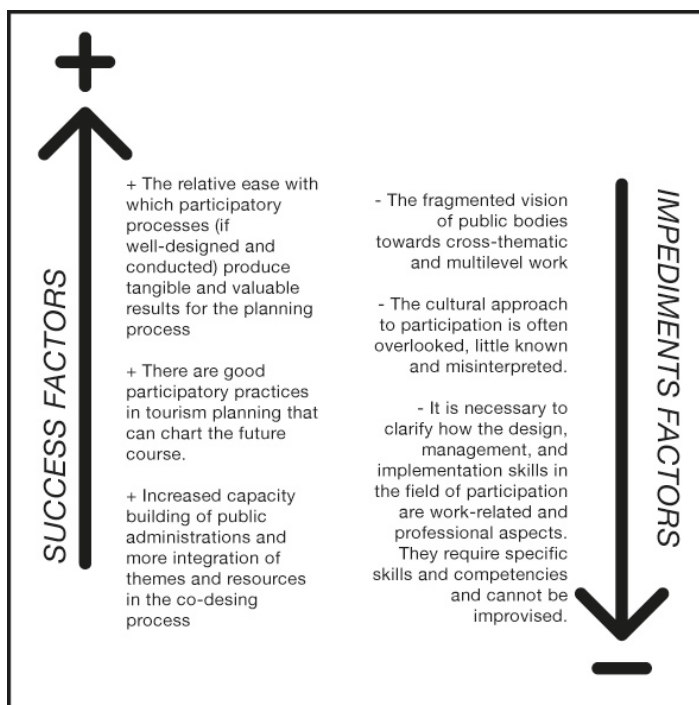 +
SUCCESS FACTORS
+ The relative ease with
which participatory
processes (if
well-designed and
conducted) produce
tangible and valuable
results for the planning
process
+ There are good
participatory practices
in tourism planning that
can chart the future
course.
+ Increased capacity
building of public
administrations and
more integration of
themes and resources
in the co-desing
process
- The fragmented vision
of public bodies
towards cross-thematic
and multilevel work
- The cultural approach
to participation is often
overlooked, little known
and misinterpreted.
- It is necessary to
clarify how the design,
management, and
implementation skills in
the field of participation
are work-related and
professional aspects.
They require specific
skills and competencies
and cannot be
improvised.
IMPEDIMENTS FACTORS
-